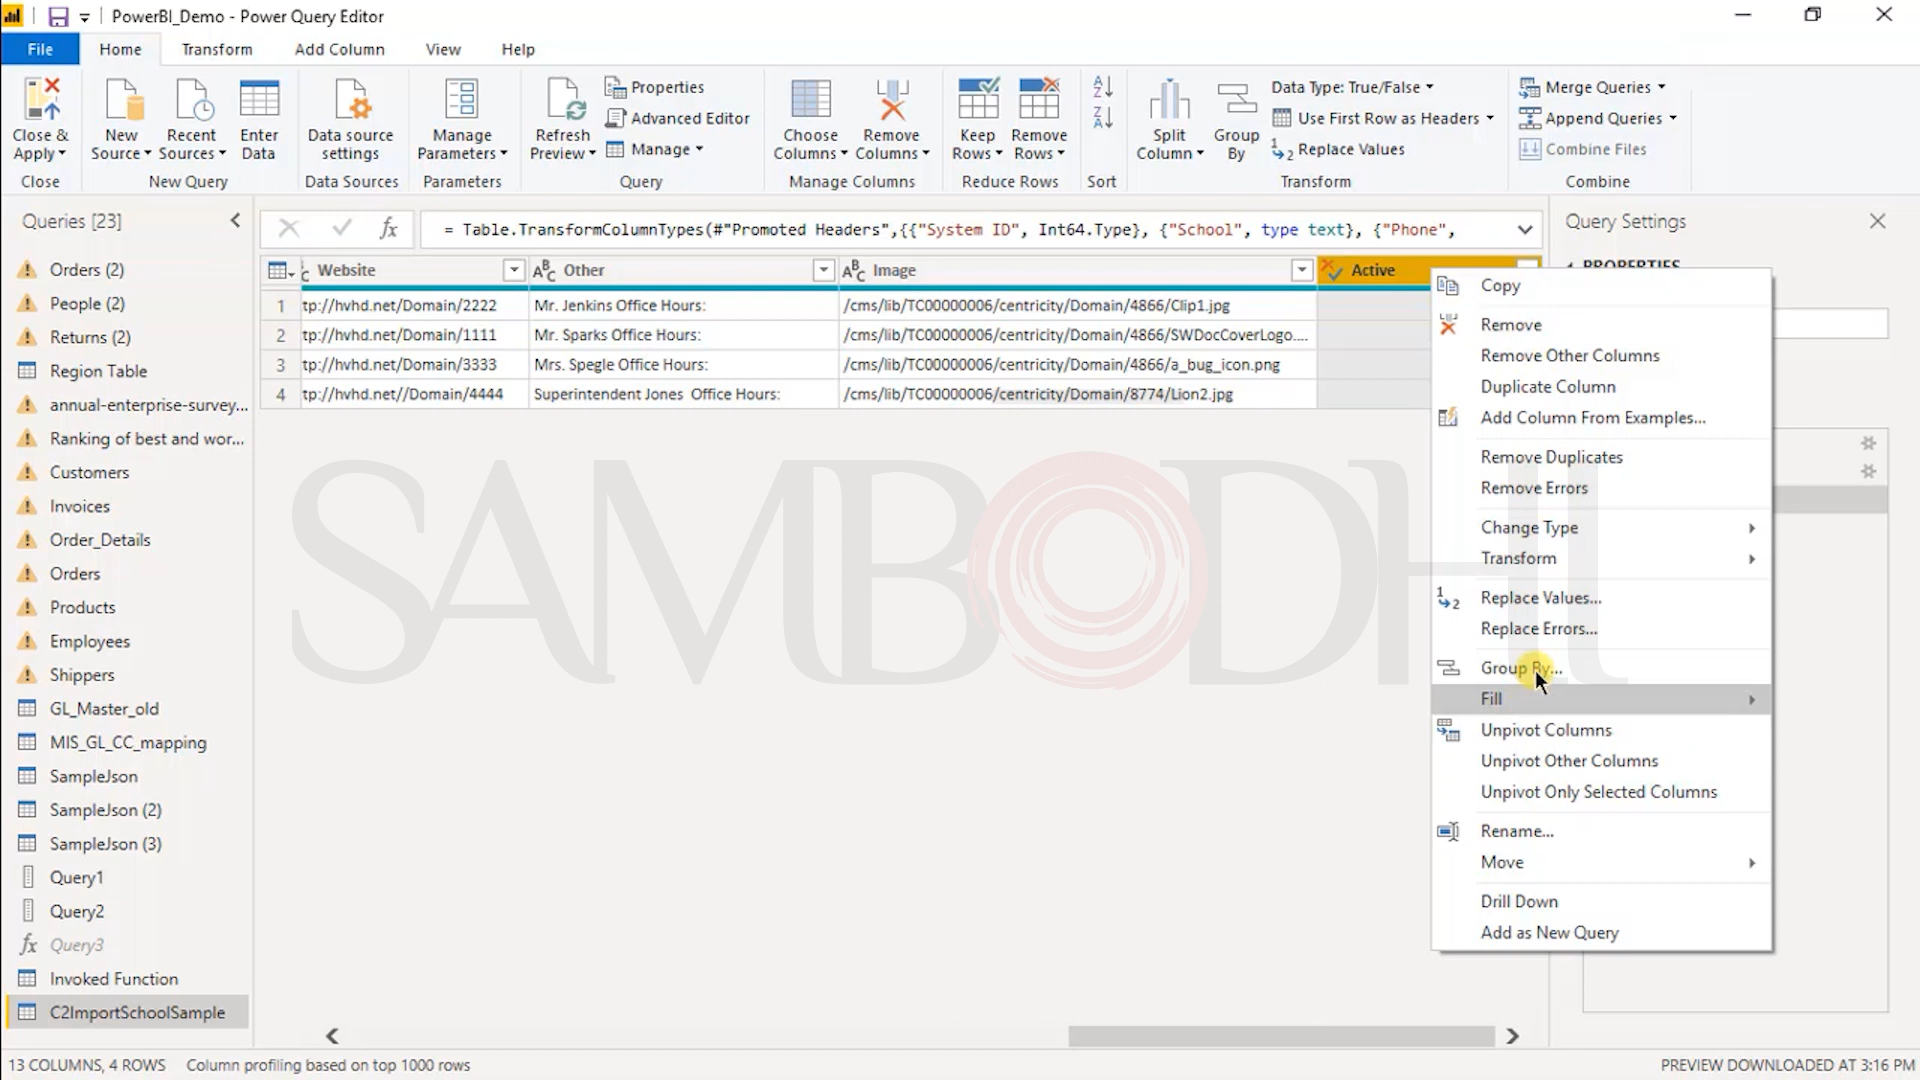 PowerBI_Demo - Power Query Editor
File Home Transform Add Column View Help
Close & Apply
Close
New Source
Recent Sources
Enter Data
New Query
Data source settings
Data Sources
Manage Parameters
Parameters
Refresh Preview
Properties
Advanced Editor
Manage
Query
Choose Columns
Remove Columns
Manage Columns
Keep Rows
Remove Rows
Reduce Rows
Sort
Split Column
Group By
Data Type: True/False
Use First Row as Headers
Replace Values
Transform
Merge Queries
Append Queries
Combine Files
Combine
Queries [23]
Orders (2)
People (2)
Returns (2)
Region Table
annual-enterprise-survey...
Ranking of best and wor...
Customers
Invoices
Order_Details
Orders
Products
Employees
Shippers
GL_Master_old
MIS_GL_CC_mapping
SampleJson
SampleJson (2)
SampleJson (3)
Query1
Query2
Query3
Invoked Function
C2ImportSchoolSample
fx = Table.TransformColumnTypes(#"Promoted Headers",{{"System ID", Int64.Type}, {"School", type text}, {"Phone",
Website Other Image Active
1 tp://hvhd.net/Domain/2222 Mr. Jenkins Office Hours: /cms/lib/TC00000006/centricity/Domain/4866/Clip1.jpg
2 tp://hvhd.net/Domain/1111 Mr. Sparks Office Hours: /cms/lib/TC00000006/centricity/Domain/4866/SWDocCoverLogo....
3 tp://hvhd.net/Domain/3333 Mrs. Spegle Office Hours: /cms/lib/TC00000006/centricity/Domain/4866/a_bug_icon.png
4 tp://hvhd.net//Domain/4444 Superintendent Jones Office Hours: /cms/lib/TC00000006/centricity/Domain/8774/Lion2.jpg
SAMBODHI
Query Settings
PROPERTIES
Copy
Remove
Remove Other Columns
Duplicate Column
Add Column From Examples...
Remove Duplicates
Remove Errors
Change Type
Transform
Replace Values...
Replace Errors...
Group By...
Fill
Unpivot Columns
Unpivot Other Columns
Unpivot Only Selected Columns
Rename...
Move
Drill Down
Add as New Query
13 COLUMNS, 4 ROWS Column profiling based on top 1000 rows
PREVIEW DOWNLOADED AT 3:16 PM